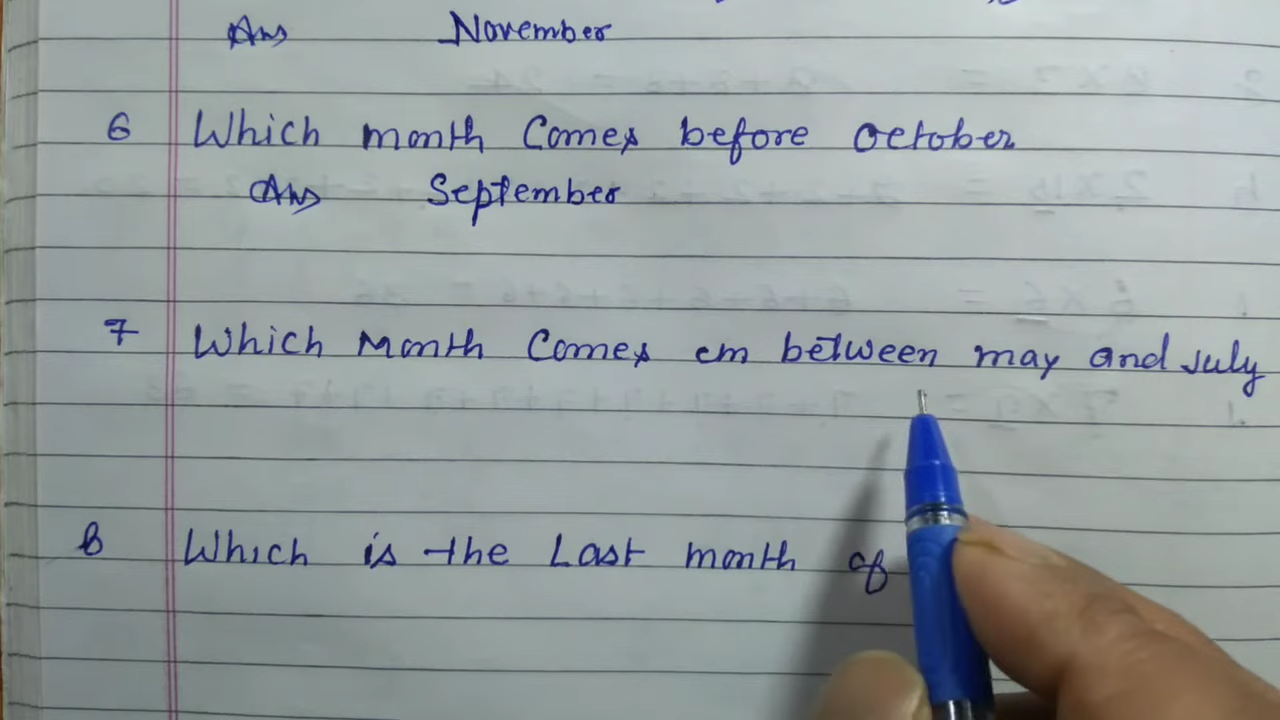 Ans November
6 Which month Comes before October
Ans September
7 Which Month Comes em between may and July
8 Which is the Last month of